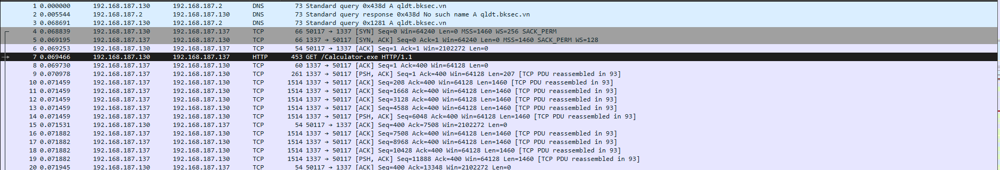 1 0.000000 192.168.187.130 192.168.187.2 DNS 73 Standard query 0x438d A qldt.bksec.vn
2 0.005544 192.168.187.2 192.168.187.130 DNS 73 Standard query response 0x438d No such name A qldt.bksec.vn
3 0.068691 192.168.187.130 192.168.187.2 DNS 73 Standard query 0x1281 A qldt.bksec.vn
4 0.068839 192.168.187.130 192.168.187.137 TCP 66 50117 → 1337 [SYN] Seq=0 Win=64240 Len=0 MSS=1460 WS=256 SACK_PERM
5 0.069195 192.168.187.137 192.168.187.130 TCP 66 1337 → 50117 [SYN, ACK] Seq=0 Ack=1 Win=64240 Len=0 MSS=1460 SACK_PERM WS=128
6 0.069253 192.168.187.130 192.168.187.137 TCP 54 50117 → 1337 [ACK] Seq=1 Ack=1 Win=2102272 Len=0
7 0.069466 192.168.187.130 192.168.187.137 HTTP 453 GET /Calculator.exe HTTP/1.1
8 0.069730 192.168.187.137 192.168.187.130 TCP 60 1337 → 50117 [ACK] Seq=1 Ack=400 Win=64128 Len=0
9 0.070978 192.168.187.137 192.168.187.130 TCP 261 1337 → 50117 [PSH, ACK] Seq=1 Ack=400 Win=64128 Len=207 [TCP PDU reassembled in 93]
10 0.071459 192.168.187.137 192.168.187.130 TCP 1514 1337 → 50117 [ACK] Seq=208 Ack=400 Win=64128 Len=1460 [TCP PDU reassembled in 93]
11 0.071459 192.168.187.137 192.168.187.130 TCP 1514 1337 → 50117 [ACK] Seq=1668 Ack=400 Win=64128 Len=1460 [TCP PDU reassembled in 93]
12 0.071459 192.168.187.137 192.168.187.130 TCP 1514 1337 → 50117 [ACK] Seq=3128 Ack=400 Win=64128 Len=1460 [TCP PDU reassembled in 93]
13 0.071459 192.168.187.137 192.168.187.130 TCP 1514 1337 → 50117 [ACK] Seq=4588 Ack=400 Win=64128 Len=1460 [TCP PDU reassembled in 93]
14 0.071459 192.168.187.137 192.168.187.130 TCP 1514 1337 → 50117 [PSH, ACK] Seq=6048 Ack=400 Win=64128 Len=1460 [TCP PDU reassembled in 93]
15 0.071531 192.168.187.130 192.168.187.137 TCP 54 50117 → 1337 [ACK] Seq=400 Ack=7508 Win=2102272 Len=0
16 0.071882 192.168.187.137 192.168.187.130 TCP 1514 1337 → 50117 [ACK] Seq=7508 Ack=400 Win=64128 Len=1460 [TCP PDU reassembled in 93]
17 0.071882 192.168.187.137 192.168.187.130 TCP 1514 1337 → 50117 [ACK] Seq=8968 Ack=400 Win=64128 Len=1460 [TCP PDU reassembled in 93]
18 0.071882 192.168.187.137 192.168.187.130 TCP 1514 1337 → 50117 [ACK] Seq=10428 Ack=400 Win=64128 Len=1460 [TCP PDU reassembled in 93]
19 0.071882 192.168.187.137 192.168.187.130 TCP 1514 1337 → 50117 [PSH, ACK] Seq=11888 Ack=400 Win=64128 Len=1460 [TCP PDU reassembled in 93]
20 0.071945 192.168.187.130 192.168.187.137 TCP 54 50117 → 1337 [ACK] Seq=400 Ack=13348 Win=2102272 Len=0